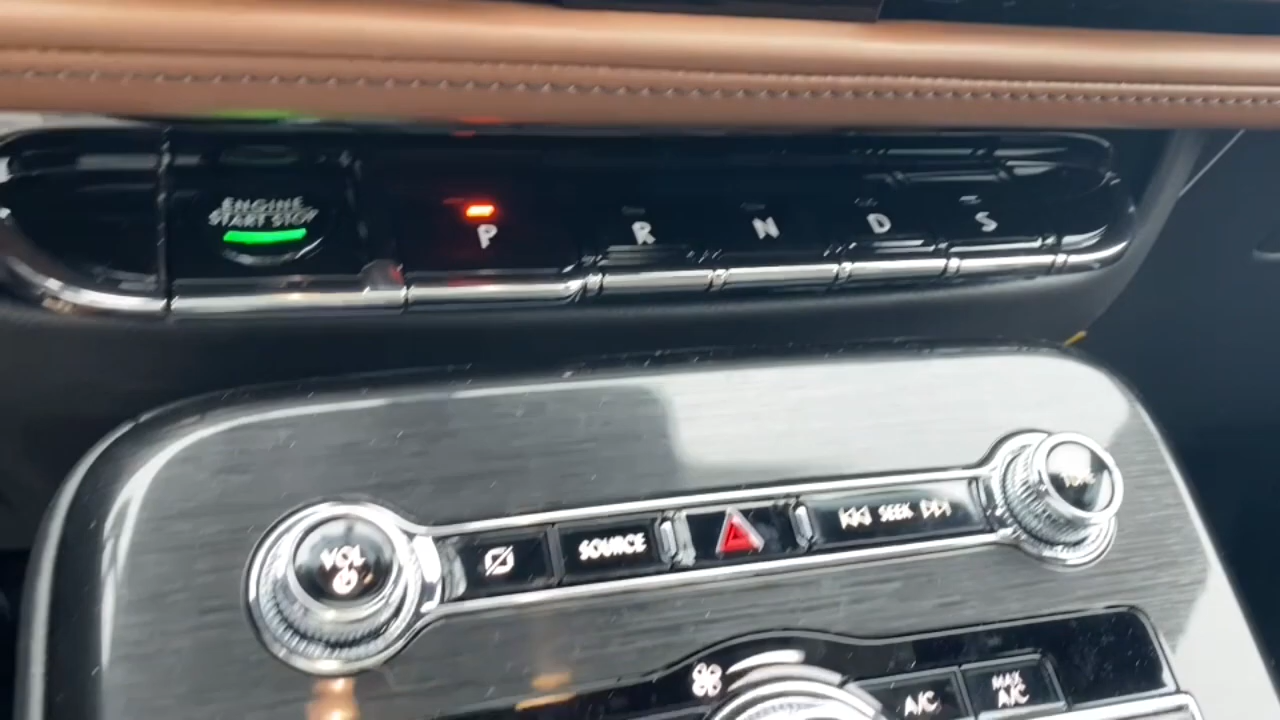 ENGINE
START STOP
P R N D S
VOL
SOURCE
SEEK
A/C
MAX
A/C